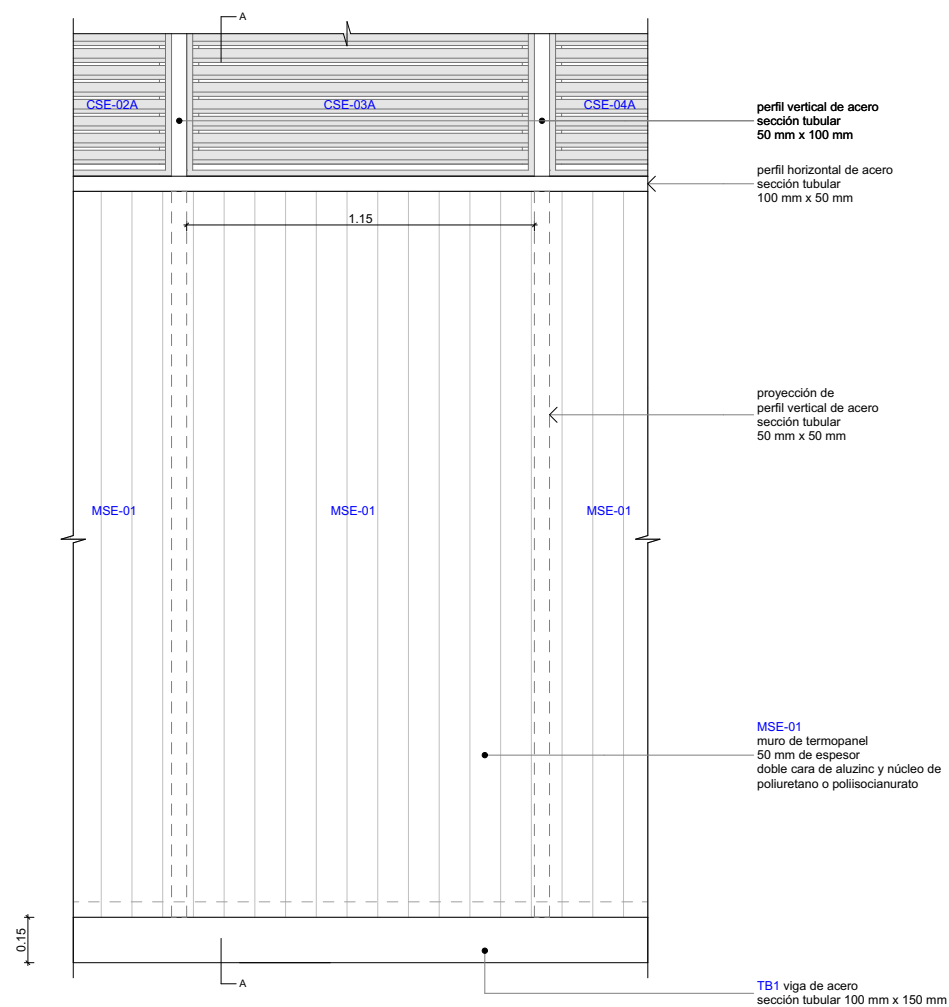 A
CSE-02A
CSE-03A
CSE-04A
perfil vertical de acero
sección tubular
50 mm x 100 mm
perfil horizontal de acero
sección tubular
100 mm x 50 mm
1.15
proyección de
perfil vertical de acero
sección tubular
50 mm x 50 mm
MSE-01
MSE-01
MSE-01
MSE-01
muro de termopanel
50 mm de espesor
doble cara de aluzinc y núcleo de
poliuretano o poliisocianurato
0.15
A
TB1 viga de acero
sección tubular 100 mm x 150 mm